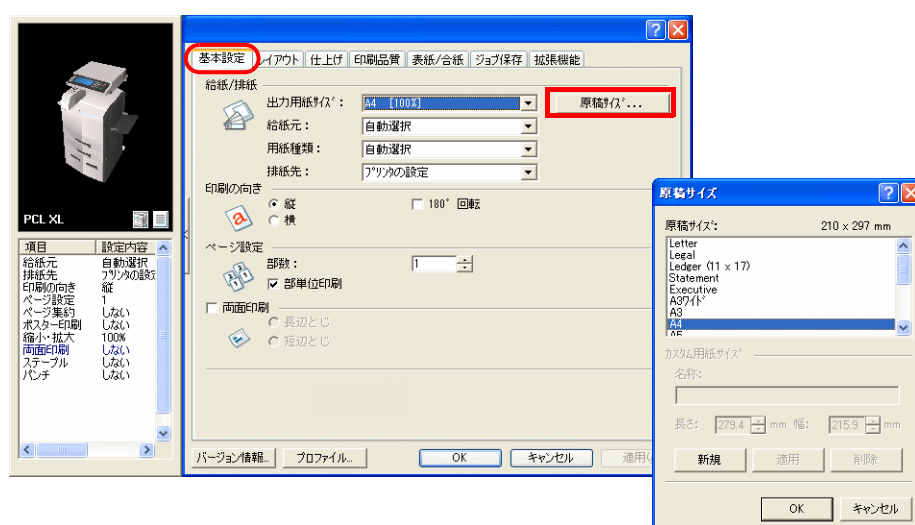 基本設定 レイアウト 仕上げ 印刷品質 表紙/合紙 ジョブ保存 拡張機能
給紙/排紙
出力用紙ｻｲｽﾞ: A4 [100%] 原稿ｻｲｽﾞ...
給紙元: 自動選択
用紙種類: 自動選択
排紙先: ﾌﾟﾘﾝﾀの設定
印刷の向き
縦 180° 回転
横
ページ設定
部数: 1
部単位印刷
両面印刷
長辺とじ
短辺とじ
バージョン情報... プロファイル... OK キャンセル 適用(
PCL XL
項目 設定内容
給紙元 自動選択
排紙先 ﾌﾟﾘﾝﾀの設定
印刷の向き 縦
ページ設定 1
ページ集約 しない
ポスター印刷 しない
縮小・拡大 100%
両面印刷 しない
ステープル しない
パンチ しない
原稿サイズ
原稿ｻｲｽﾞ: 210 x 297 mm
Letter
Legal
Ledger (11 x 17)
Statement
Executive
A3ﾜｲﾄﾞ
A3
A4
A5
カスタム用紙ｻｲｽﾞ
名称:
長さ: 279.4 mm 幅: 215.9 mm
新規 適用 削除
OK キャンセル